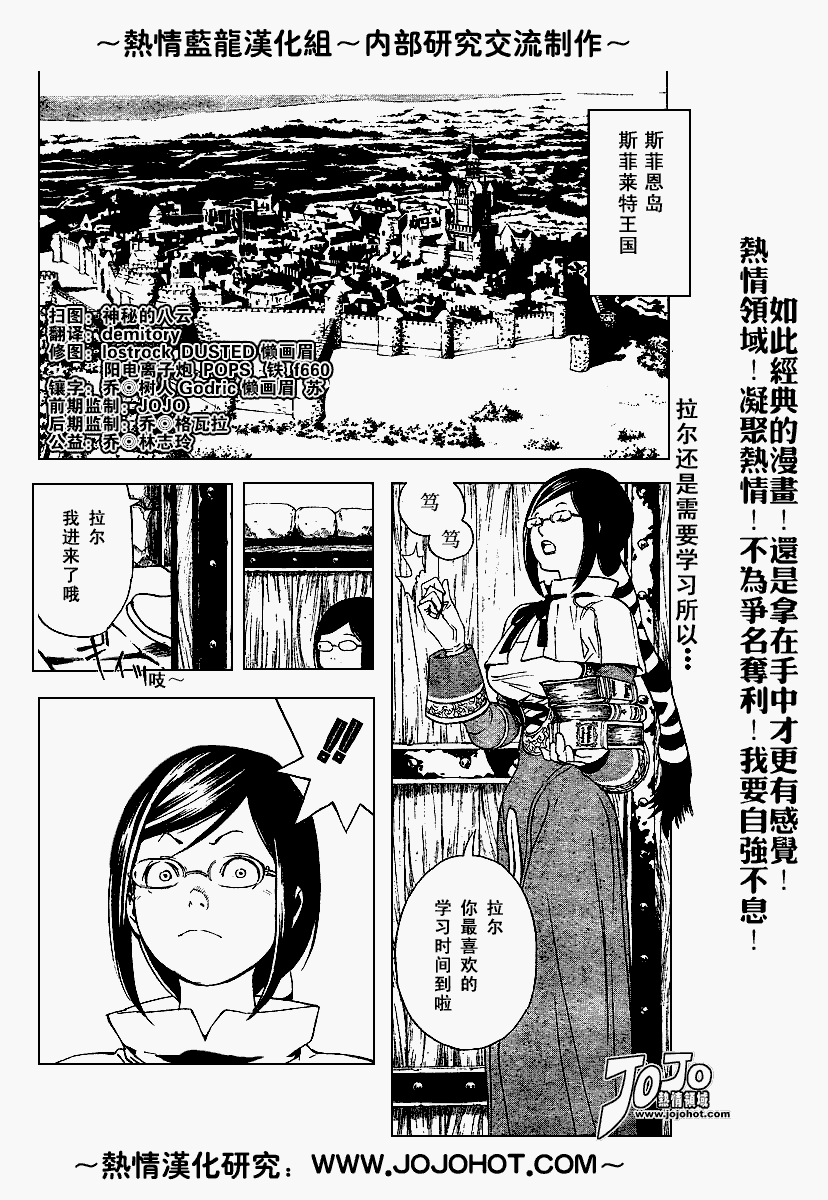 ～熱情藍龍漢化組～内部研究交流制作～
斯菲恩岛
斯菲莱特王国
扫图：神秘的八云
翻译：demitory
修图：lostrock DUSTED 懒画眉
阳电离子炮 POPS 铁 f660
镶字：乔◎树人 Godric 懒画眉 苏
前期监制：JOJO
后期监制：乔◎格瓦拉
公益：乔◎林志玲
如此經典的漫畫！還是拿在手中才更有感覺！
熱情領域！凝聚熱情！不為爭名奪利！我要自強不息！
拉尔还是需要学习所以…
笃
笃
拉尔
你最喜欢的
学习时间到啦
拉尔
我进来了哦
ギイッ
吱～
!!!
JOJO
熱情領域
www.jojohot.com
～熱情漢化研究：WWW.JOJOHOT.COM～